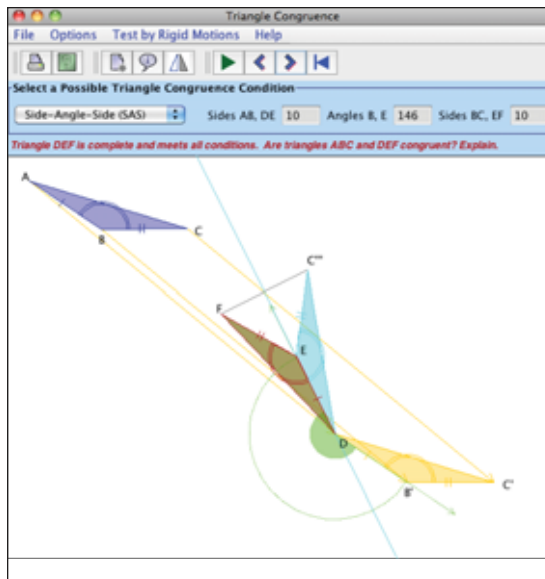 Triangle Congruence
File Options Test by Rigid Motions Help
Select a Possible Triangle Congruence Condition
Side-Angle-Side (SAS) Sides AB, DE 10 Angles B, E 146 Sides BC, EF 10
Triangle DEF is complete and meets all conditions. Are triangles ABC and DEF congruent? Explain.
A
B
C
C'''
F
E
D
B'
C'